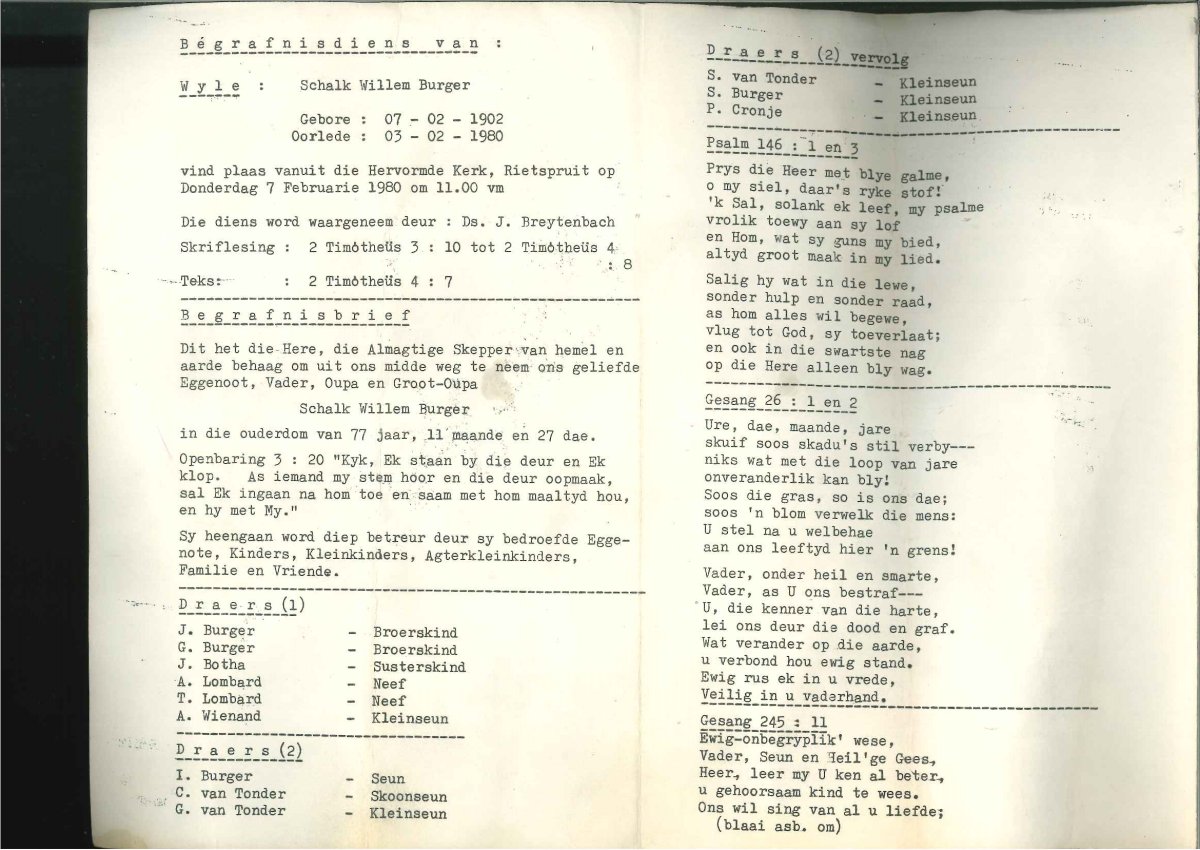 B é g r a f n i s d i e n s   v a n :
W y l e : Schalk Willem Burger
Gebore : 07 - 02 - 1902
Oorlede : 03 - 02 - 1980
vind plaas vanuit die Hervormde Kerk, Rietspruit op
Donderdag 7 Februarie 1980 om 11.00 vm
Die diens word waargeneem deur : Ds. J. Breytenbach
Skriflesing : 2 Timótheüs 3 : 10 tot 2 Timótheüs 4
: 8
Teks: : 2 Timótheüs 4 : 7
B e g r a f n i s b r i e f
Dit het die Here, die Almagtige Skepper van hemel en
aarde behaag om uit ons midde weg te neem ons geliefde
Eggenoot, Vader, Oupa en Groot-Oupa
Schalk Willem Burger
in die ouderdom van 77 jaar, 11 maande en 27 dae.
Openbaring 3 : 20 "Kyk, Ek staan by die deur en Ek
klop. As iemand my stem hoor en die deur oopmaak,
sal Ek ingaan na hom toe en saam met hom maaltyd hou,
en hy met My."
Sy heengaan word diep betreur deur sy bedroefde Egge-
note, Kinders, Kleinkinders, Agterkleinkinders,
Familie en Vriende.
D r a e r s (1)
J. Burger - Broerskind
G. Burger - Broerskind
J. Botha - Susterskind
A. Lombard - Neef
T. Lombard - Neef
A. Wienand - Kleinseun
D r a e r s (2)
I. Burger - Seun
C. van Tonder - Skoonseun
G. van Tonder - Kleinseun
D r a e r s (2) vervolg
S. van Tonder - Kleinseun
S. Burger - Kleinseun
P. Cronje - Kleinseun
Psalm 146 : 1 en 3
Prys die Heer met blye galme,
o my siel, daar's ryke stof!
'k Sal, solank ek leef, my psalme
vrolik toewy aan sy lof
en Hom, wat sy guns my bied,
altyd groot maak in my lied.
Salig hy wat in die lewe,
sonder hulp en sonder raad,
as hom alles wil begewe,
vlug tot God, sy toeverlaat;
en ook in die swartste nag
op die Here alleen bly wag.
Gesang 26 : 1 en 2
Ure, dae, maande, jare
skuif soos skadu's stil verby---
niks wat met die loop van jare
onveranderlik kan bly!
Soos die gras, so is ons dae;
soos 'n blom verwelk die mens:
U stel na u welbehae
aan ons leeftyd hier 'n grens!
Vader, onder heil en smarte,
Vader, as U ons bestraf---
U, die kenner van die harte,
lei ons deur die dood en graf.
Wat verander op die aarde,
u verbond hou ewig stand.
Ewig rus ek in u vrede,
Veilig in u vaderhand.
Gesang 245 : 11
Ewig-onbegryplik' wese,
Vader, Seun en Heil'ge Gees,
Heer, leer my U ken al beter,
u gehoorsaam kind te wees.
Ons wil sing van al u liefde;
(blaai asb. om)